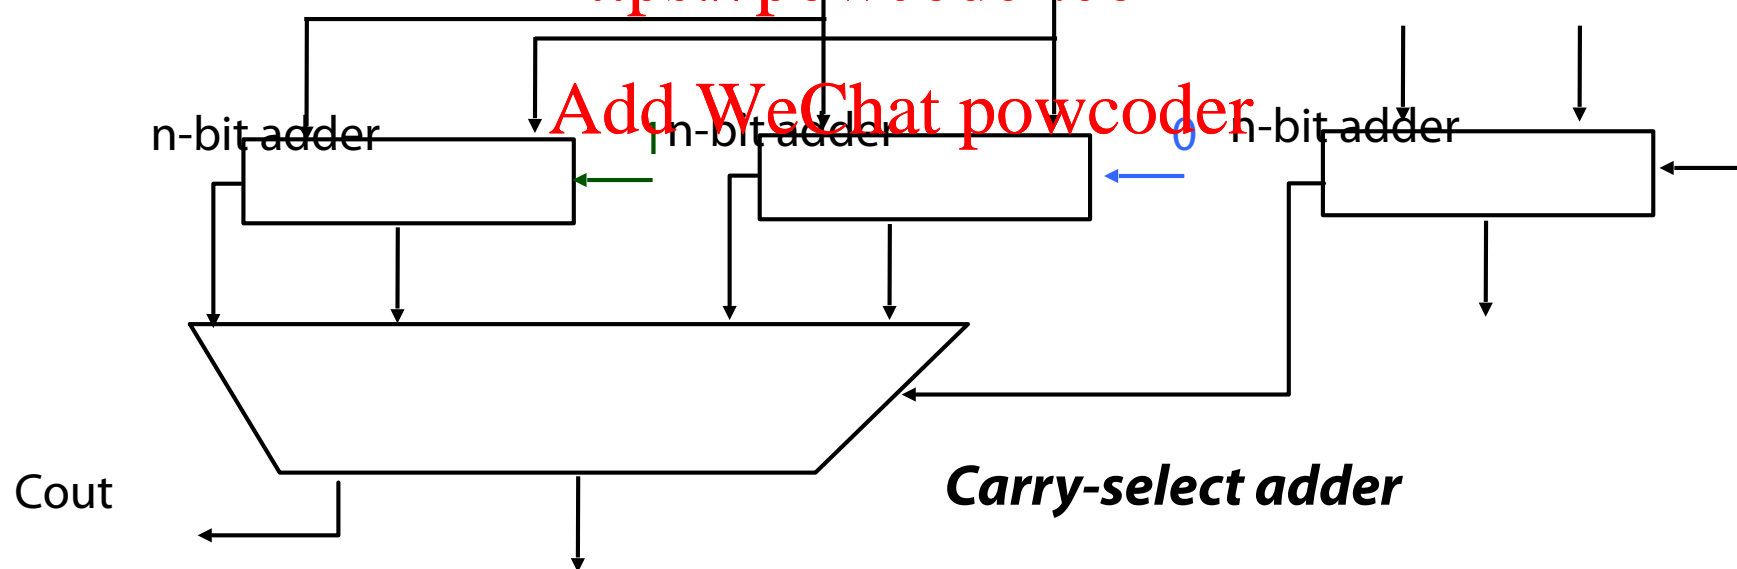 Add WeChat powcoder
n-bit adder
1
n-bit adder
0
n-bit adder
Cout
Carry-select adder